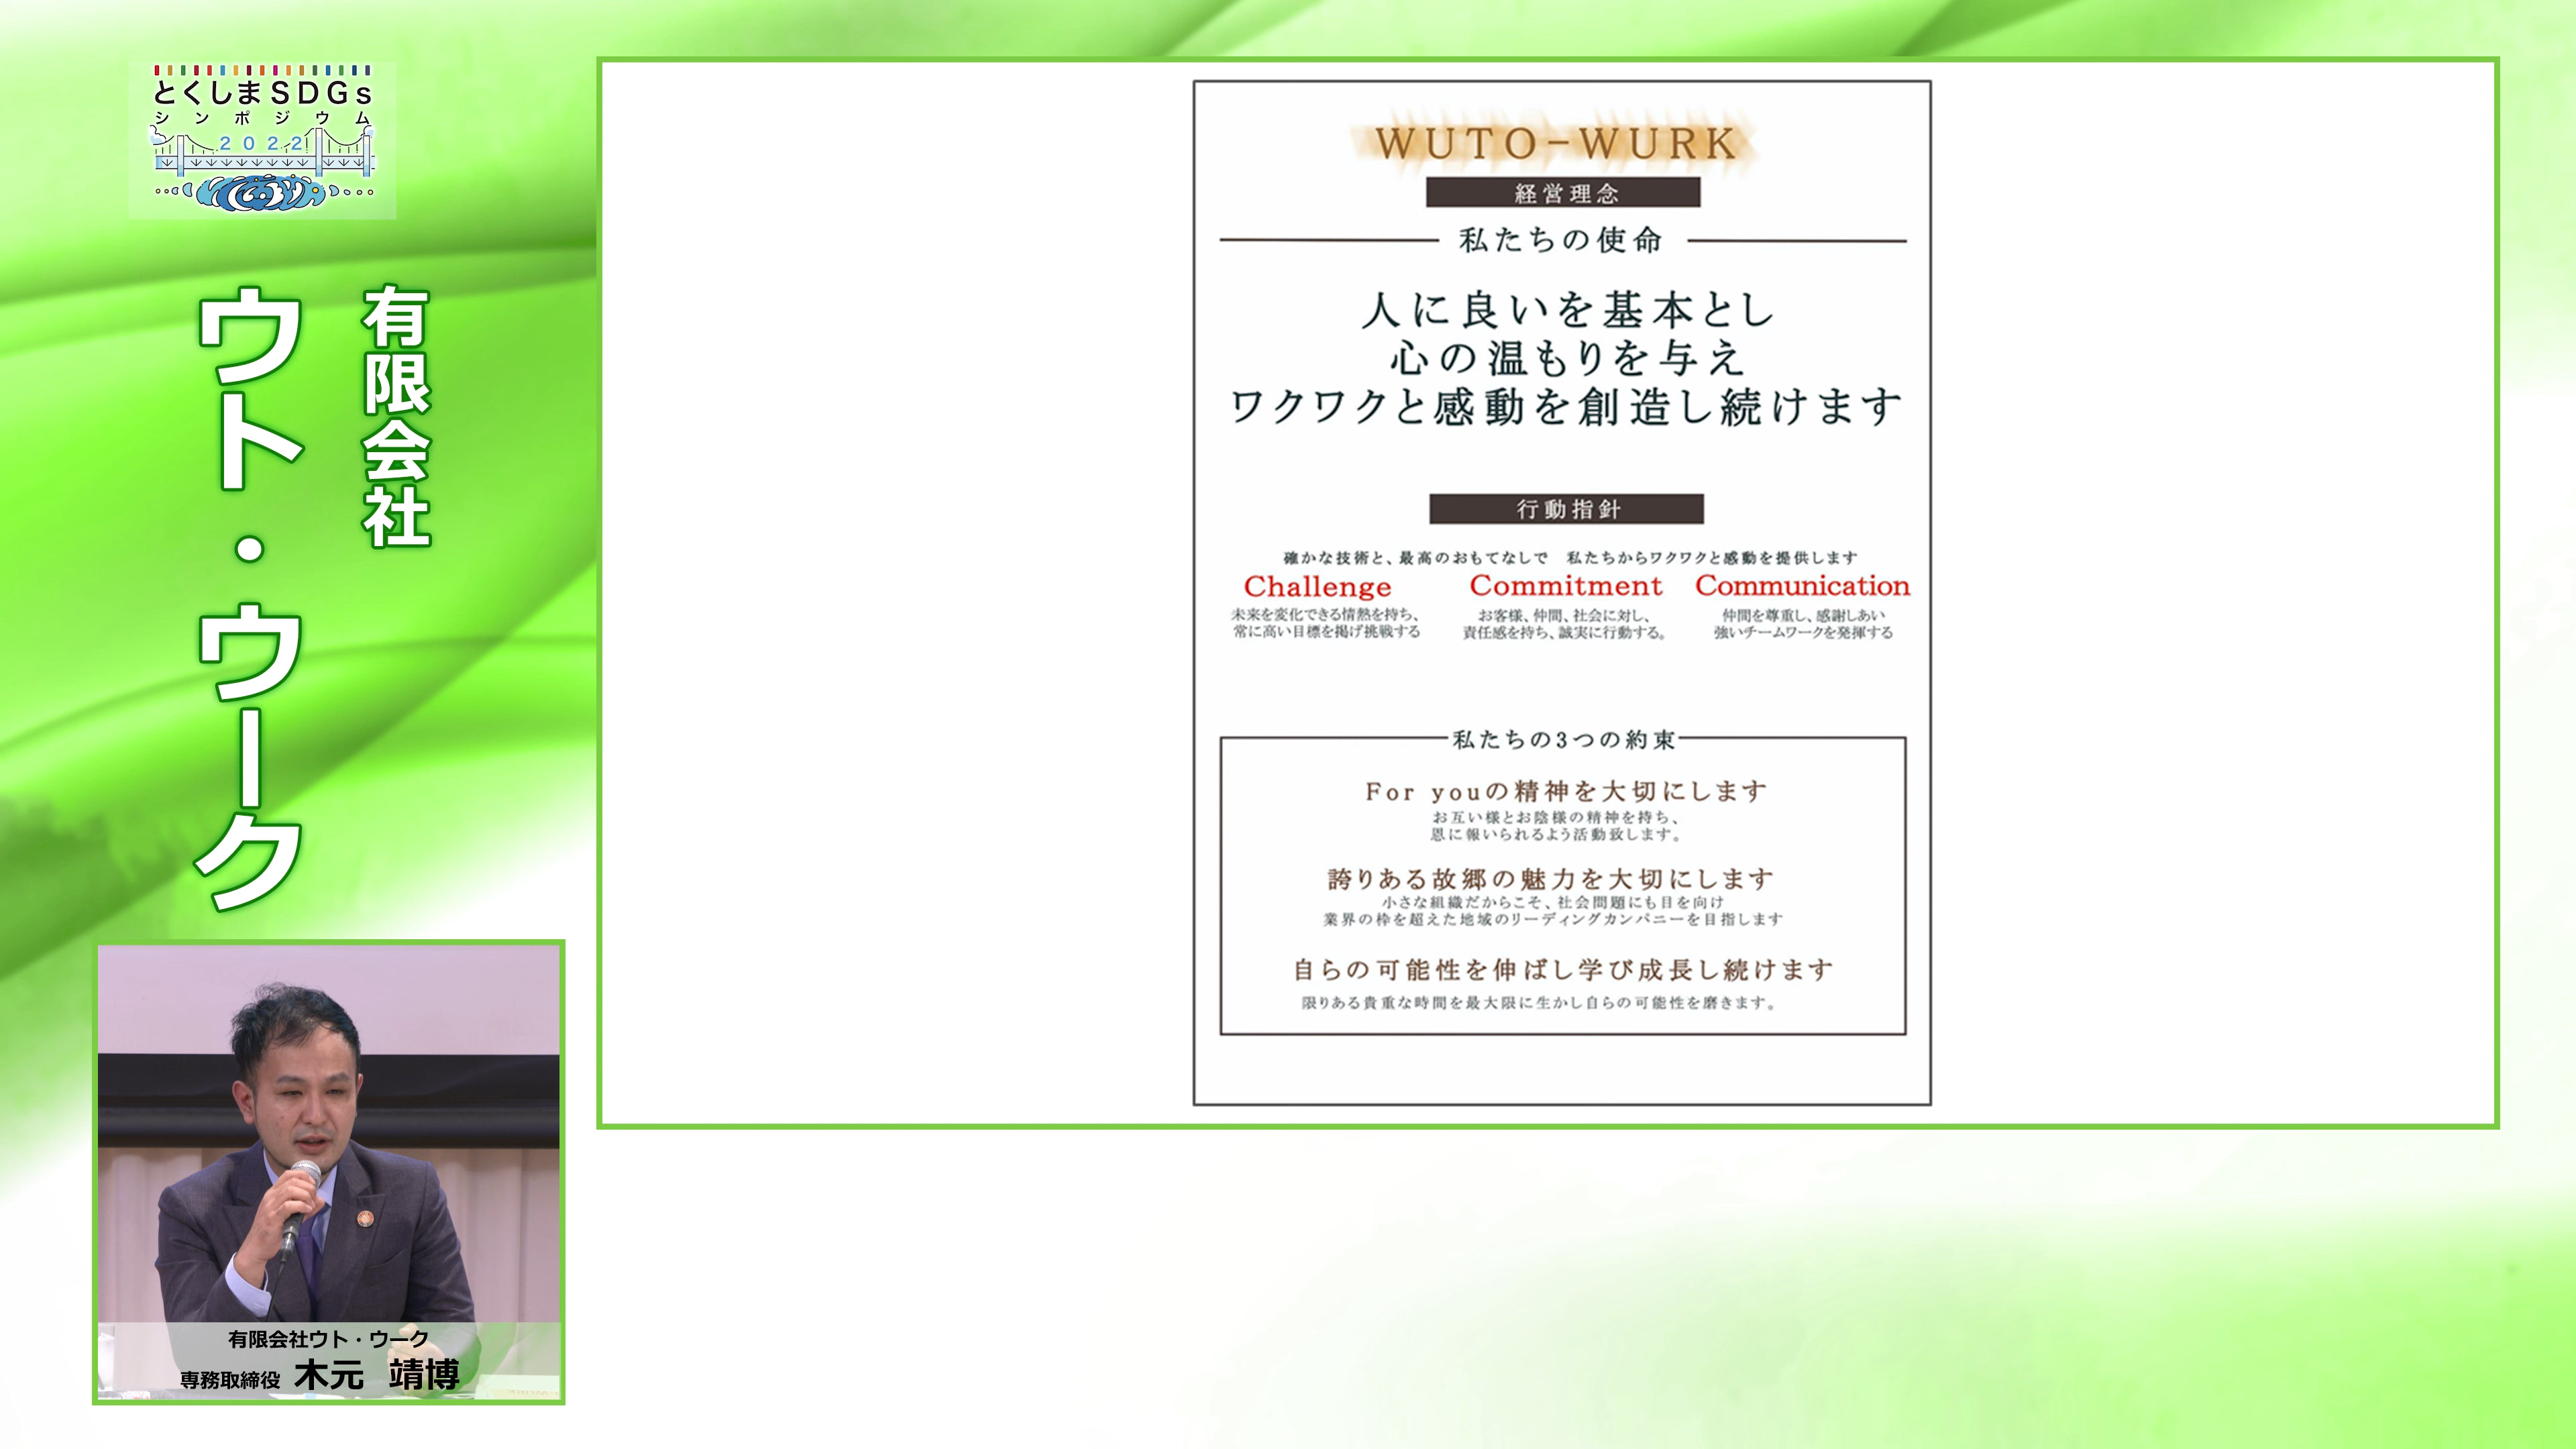 とくしまSDGs
シンポジウム
2022
有限会社
ウト・ウーク
WUTO-WURK
経営理念
私たちの使命
人に良いを基本とし
心の温もりを与え
ワクワクと感動を創造し続けます
行動指針
確かな技術と、最高のおもてなしで 私たちからワクワクと感動を提供します
Challenge
未来を変化できる情熱を持ち、
常に高い目標を掲げ挑戦する
Commitment
お客様、仲間、社会に対し、
責任感を持ち、誠実に行動する。
Communication
仲間を尊重し、感謝しあい
強いチームワークを発揮する
私たちの3つの約束
For youの精神を大切にします
お互い様とお陰様の精神を持ち、
恩に報いられるよう活動致します。
誇りある故郷の魅力を大切にします
小さな組織だからこそ、社会問題にも目を向け
業界の枠を超えた地域のリーディングカンパニーを目指します
自らの可能性を伸ばし学び成長し続けます
限りある貴重な時間を最大限に生かし自らの可能性を磨きます。
有限会社ウト・ウーク
専務取締役 木元 靖博